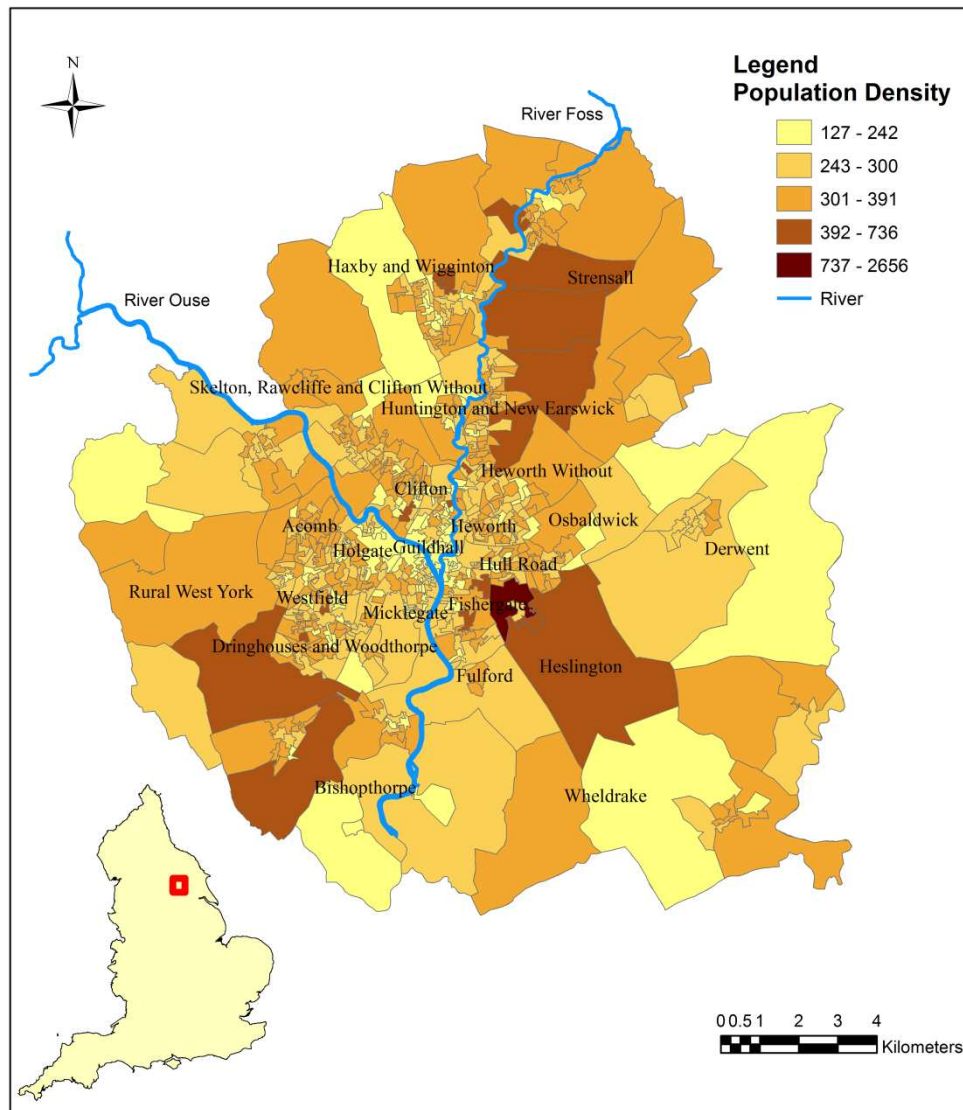 N
Legend
Population Density
127 - 242
243 - 300
301 - 391
392 - 736
737 - 2656
River
River Foss
River Ouse
Haxby and Wigginton
Strensall
Skelton, Rawcliffe and Clifton Without
Huntington and New Earswick
Heworth Without
Clifton
Acomb
Heworth
Osbaldwick
Derwent
Holgate
Guildhall
Hull Road
Rural West York
Westfield
Micklegate
Fishergate
Dringhouses and Woodthorpe
Fulford
Heslington
Bishopthorpe
Wheldrake
0 0.5 1 2 3 4
Kilometers